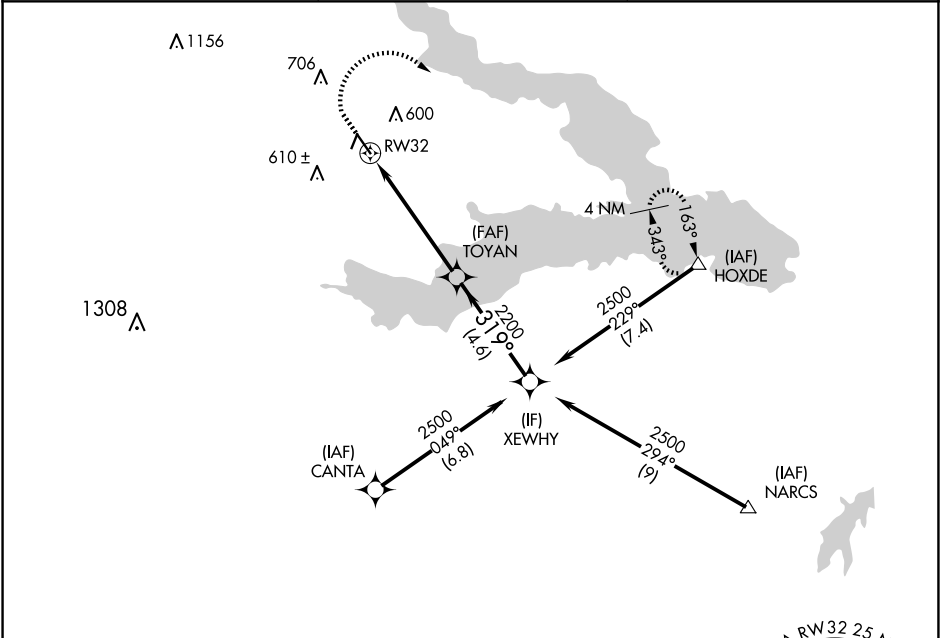 1156
706
600
RW32
610 ±
4 NM
163°
343°
(FAF)
TOYAN
(IAF)
HOXDE
1308
2500
229°
(7.4)
2200
319°
(4.6)
(IF)
XEWHY
2500
049°
(6.8)
(IAF)
CANTA
2500
294°
(9)
(IAF)
NARCS
RW32 25